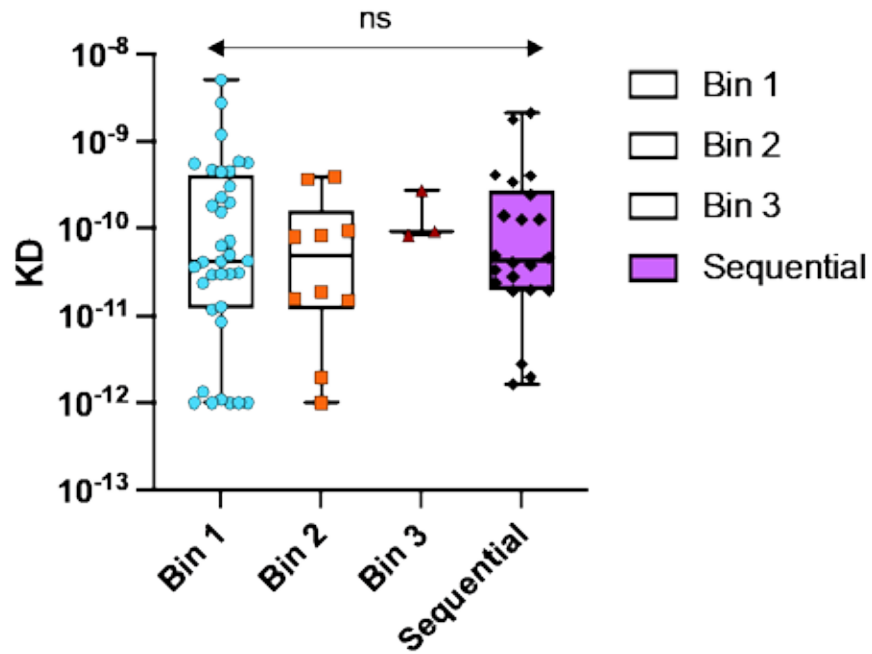 ns
KD
10-8
10-9
10-10
10-11
10-12
10-13
Bin 1
Bin 2
Bin 3
Sequential
Bin 1
Bin 2
Bin 3
Sequential